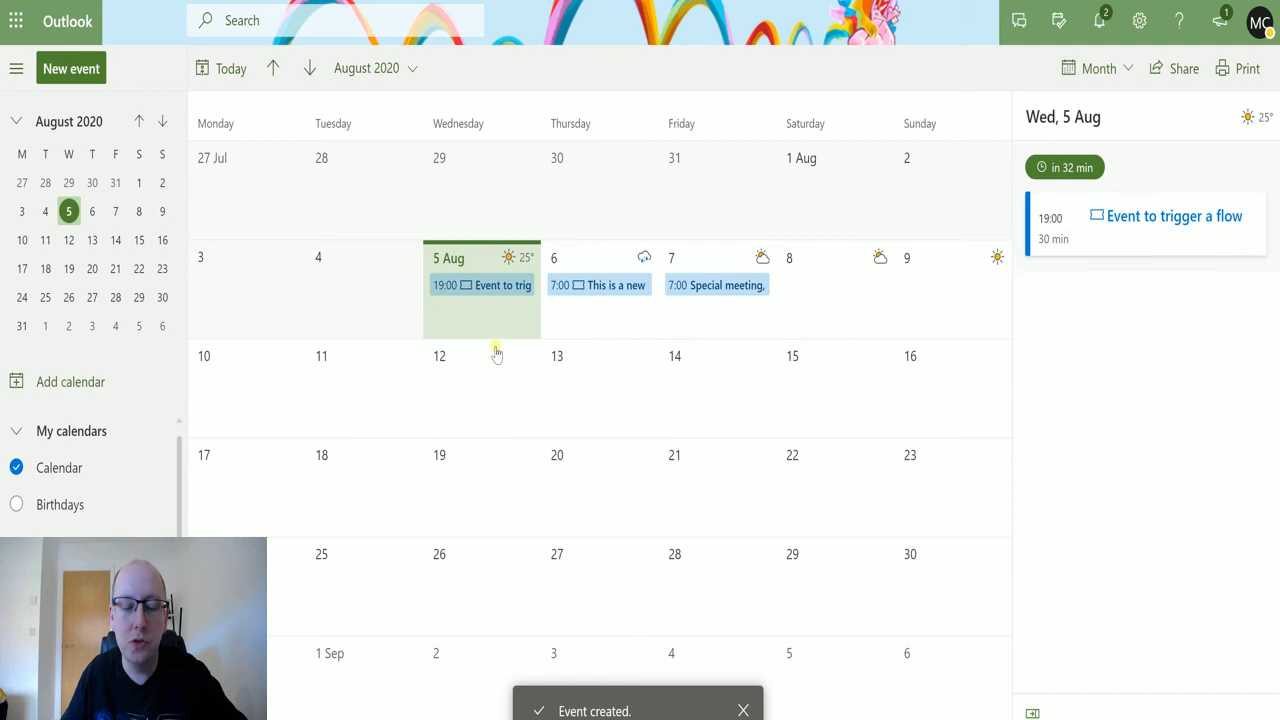 Outlook
Search
2
1
MC
New event
Today
August 2020
Month
Share
Print
August 2020
M T W T F S S
27 28 29 30 31 1 2
3 4 5 6 7 8 9
10 11 12 13 14 15 16
17 18 19 20 21 22 23
24 25 26 27 28 29 30
31 1 2 3 4 5 6
Add calendar
My calendars
Calendar
Birthdays
Monday Tuesday Wednesday Thursday Friday Saturday Sunday
27 Jul 28 29 30 31 1 Aug 2
3 4 5 Aug 25° 6 7 8 9
19:00 Event to trig 7:00 This is a new 7:00 Special meeting,
10 11 12 13 14 15 16
17 18 19 20 21 22 23
25 26 27 28 29 30
1 Sep 2 3 4 5 6
Event created.
Wed, 5 Aug 25°
in 32 min
19:00 Event to trigger a flow
30 min